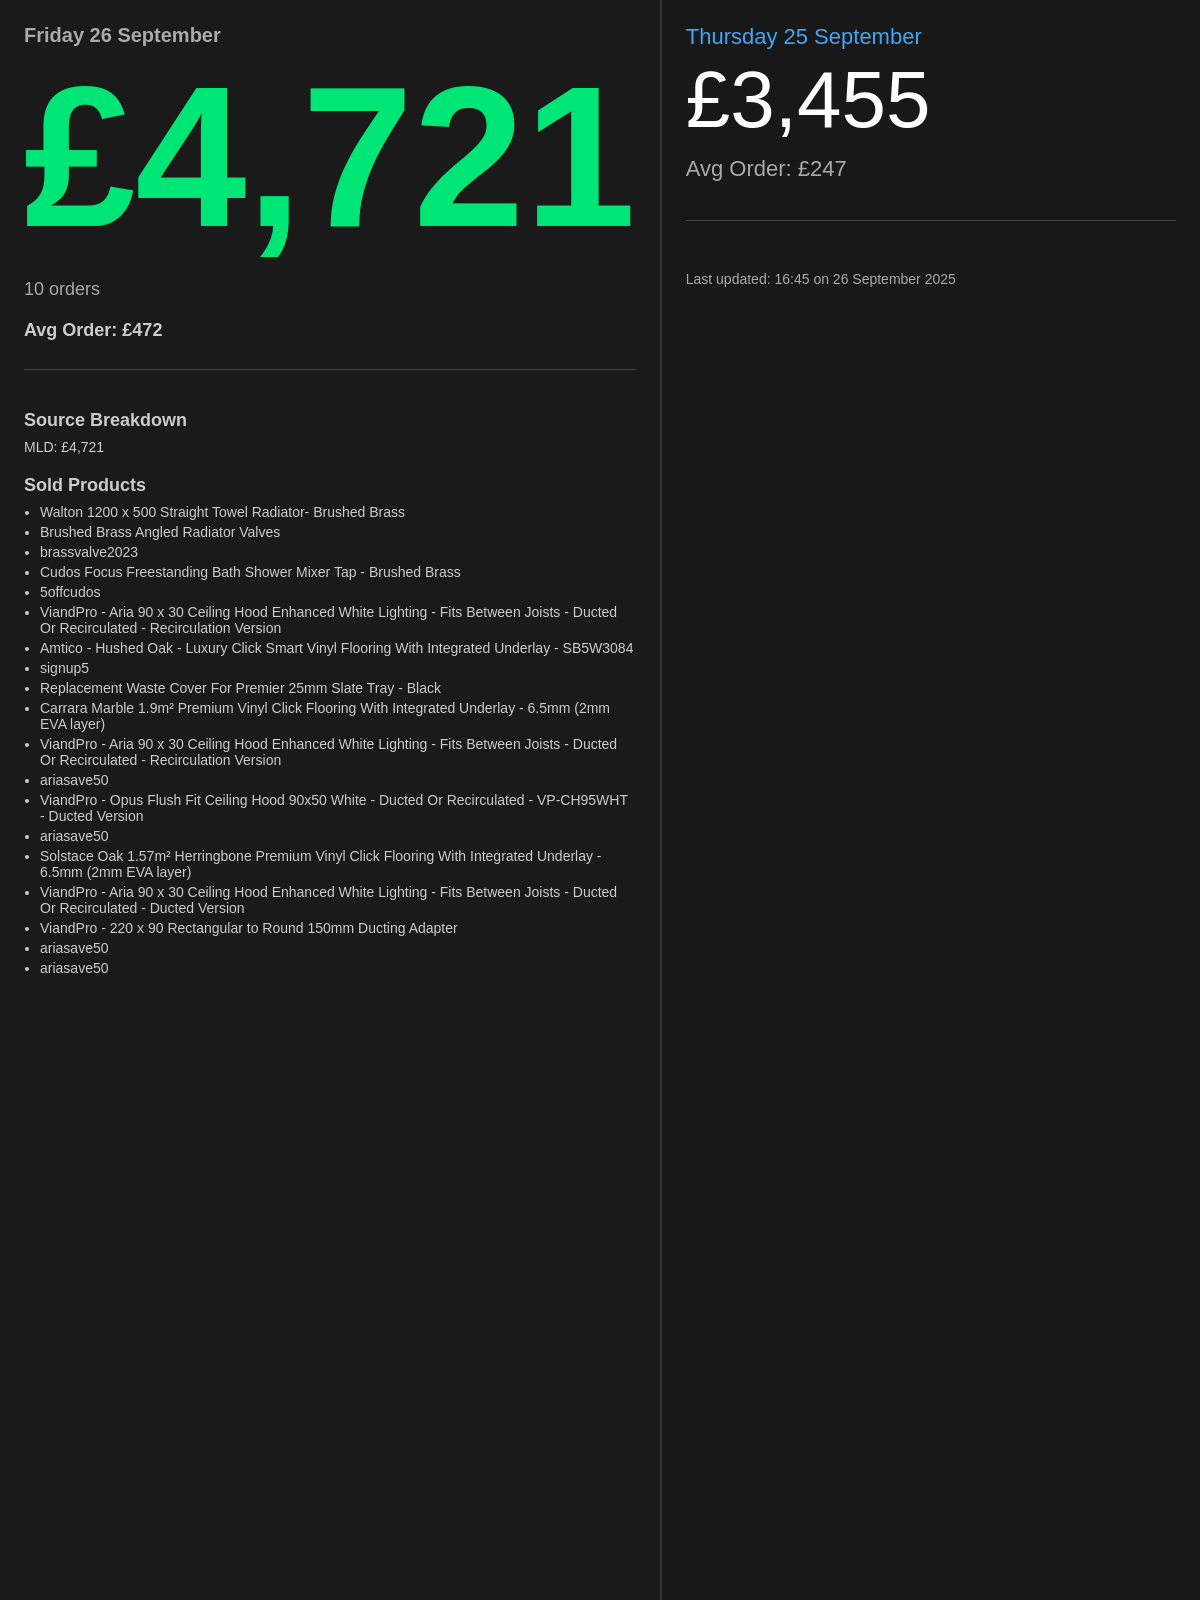 Friday 26 September
£4,721
10 orders
Avg Order: £472
Source Breakdown
MLD: £4,721
Sold Products
• Walton 1200 x 500 Straight Towel Radiator- Brushed Brass
• Brushed Brass Angled Radiator Valves
• brassvalve2023
• Cudos Focus Freestanding Bath Shower Mixer Tap - Brushed Brass
• 5offcudos
• ViandPro - Aria 90 x 30 Ceiling Hood Enhanced White Lighting - Fits Between Joists - Ducted
Or Recirculated - Recirculation Version
• Amtico - Hushed Oak - Luxury Click Smart Vinyl Flooring With Integrated Underlay - SB5W3084
• signup5
• Replacement Waste Cover For Premier 25mm Slate Tray - Black
• Carrara Marble 1.9m² Premium Vinyl Click Flooring With Integrated Underlay - 6.5mm (2mm
EVA layer)
• ViandPro - Aria 90 x 30 Ceiling Hood Enhanced White Lighting - Fits Between Joists - Ducted
Or Recirculated - Recirculation Version
• ariasave50
• ViandPro - Opus Flush Fit Ceiling Hood 90x50 White - Ducted Or Recirculated - VP-CH95WHT
- Ducted Version
• ariasave50
• Solstace Oak 1.57m² Herringbone Premium Vinyl Click Flooring With Integrated Underlay -
6.5mm (2mm EVA layer)
• ViandPro - Aria 90 x 30 Ceiling Hood Enhanced White Lighting - Fits Between Joists - Ducted
Or Recirculated - Ducted Version
• ViandPro - 220 x 90 Rectangular to Round 150mm Ducting Adapter
• ariasave50
• ariasave50
Thursday 25 September
£3,455
Avg Order: £247
Last updated: 16:45 on 26 September 2025